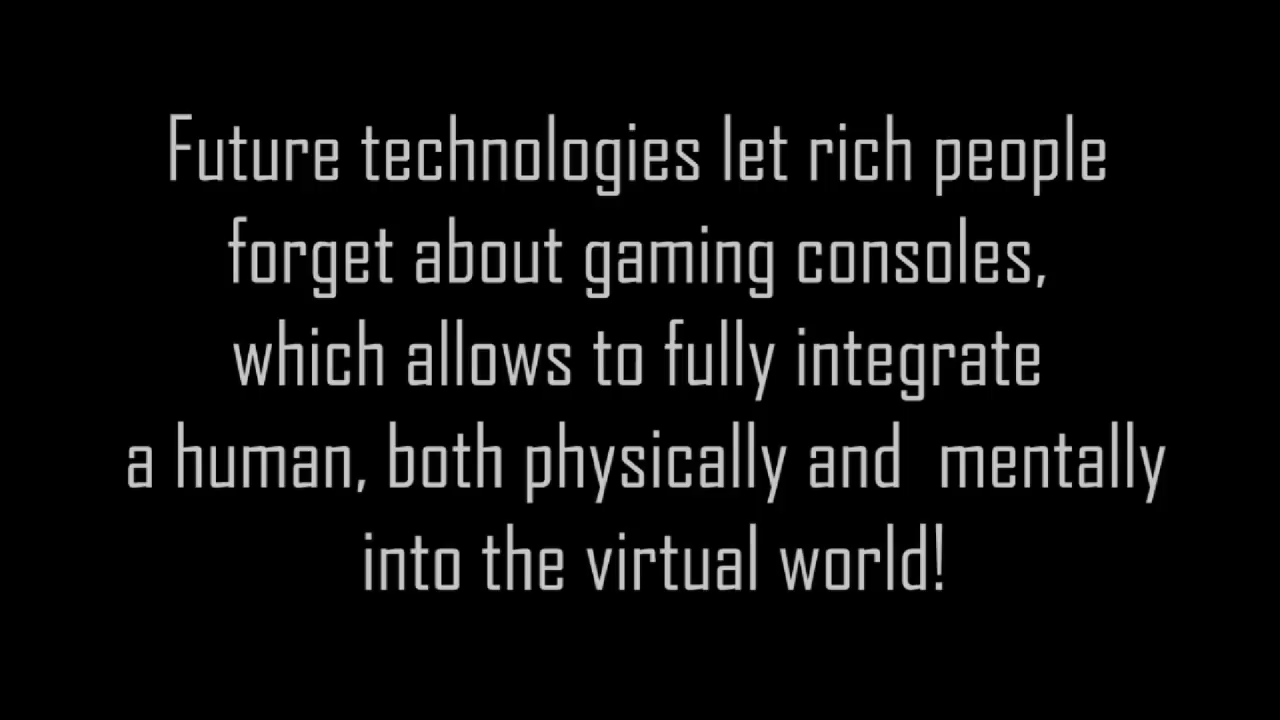 Future technologies let rich people
forget about gaming consoles,
which allows to fully integrate
a human, both physically and  mentally
into the virtual world!